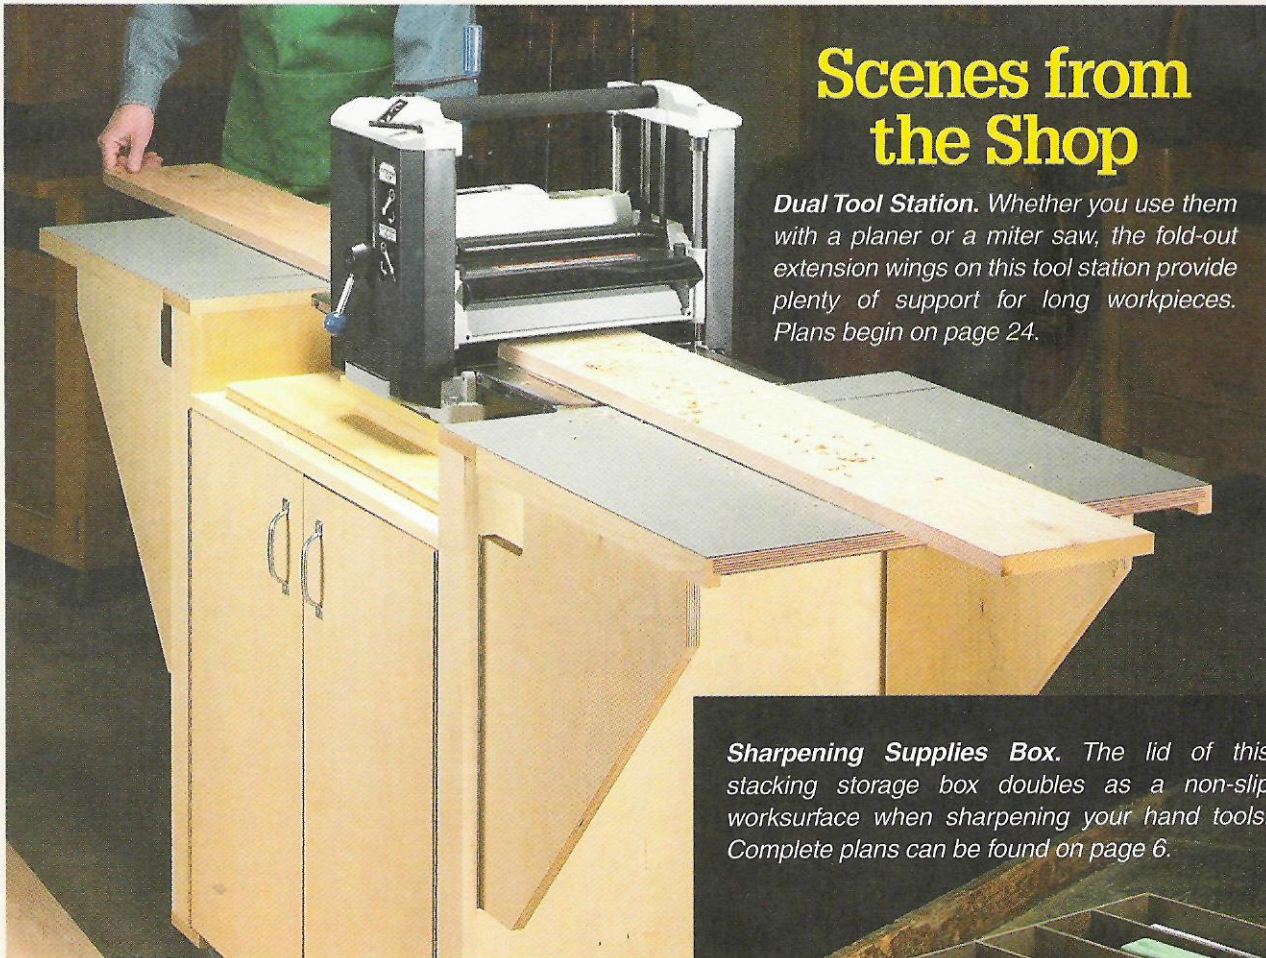 Scenes from
the Shop
Dual Tool Station. Whether you use them
with a planer or a miter saw, the fold-out
extension wings on this tool station provide
plenty of support for long workpieces.
Plans begin on page 24.
Sharpening Supplies Box. The lid of this
stacking storage box doubles as a non-slip
worksurface when sharpening your hand tools.
Complete plans can be found on page 6.